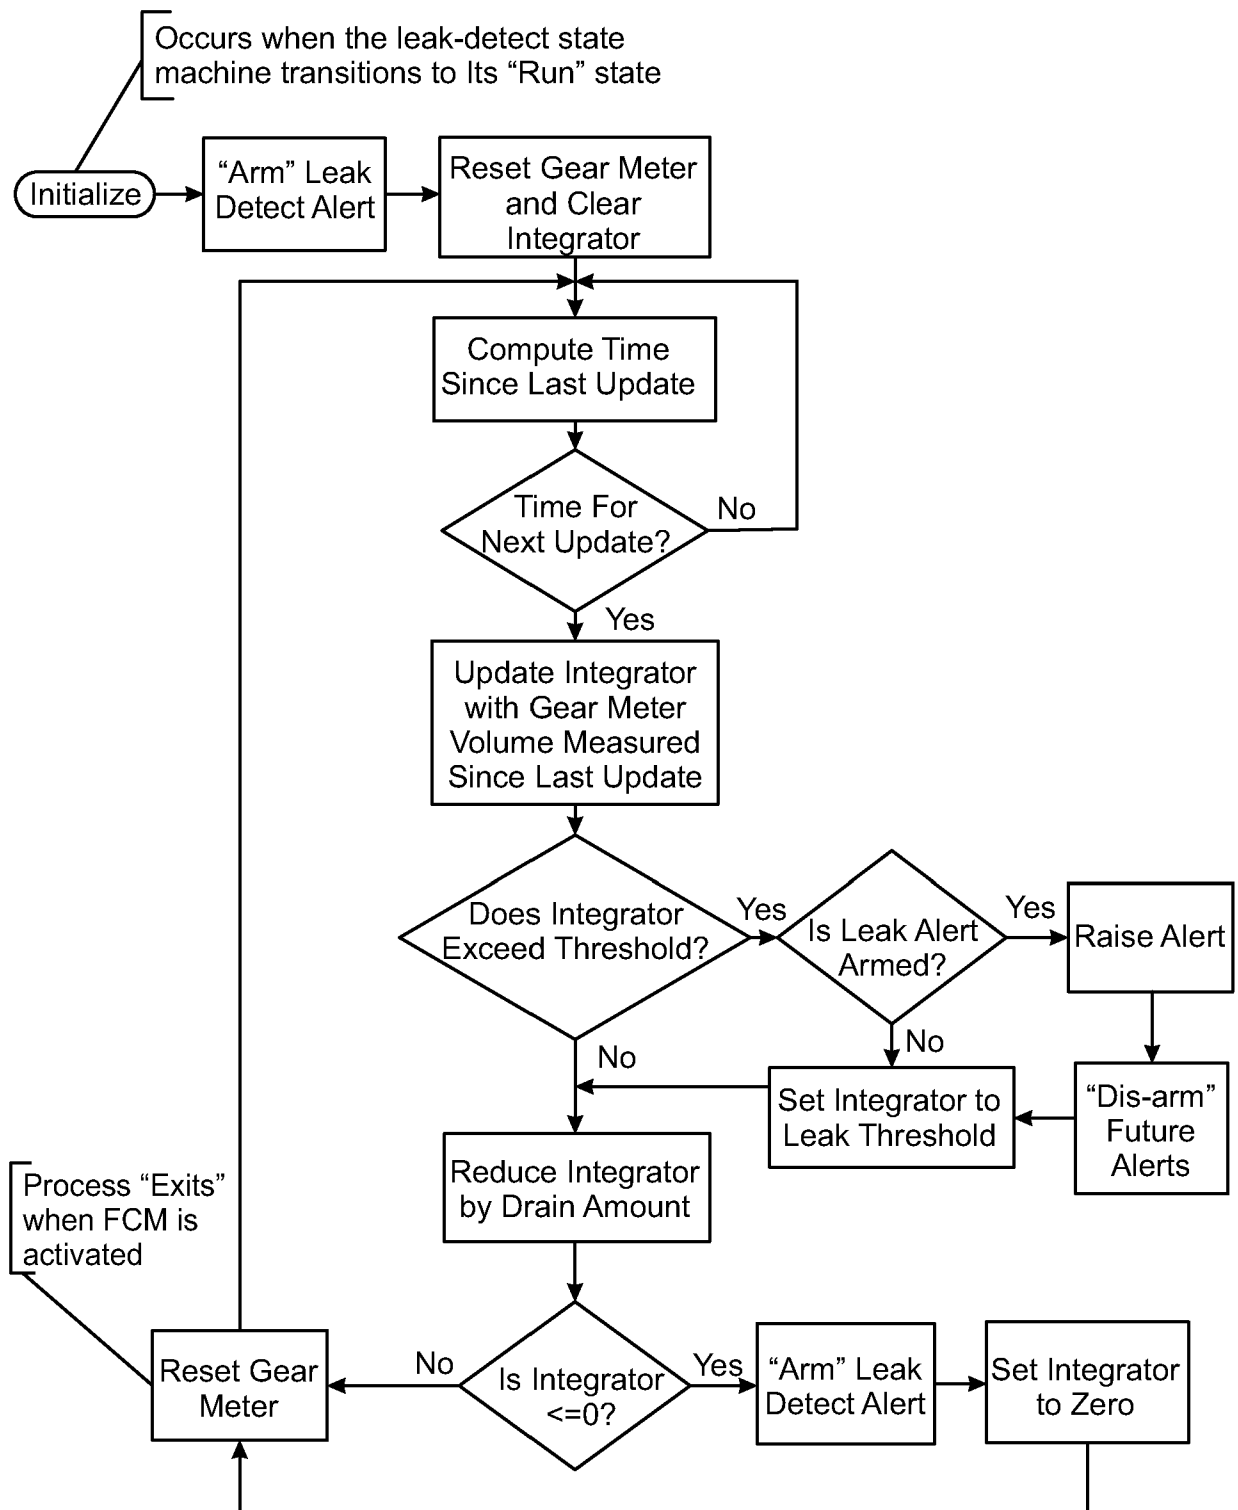 Occurs when the leak-detect state
machine transitions to Its “Run” state
Initialize
“Arm” Leak
Detect Alert
Reset Gear Meter
and Clear
Integrator
Compute Time
Since Last Update
Time For
Next Update?
No
Yes
Update Integrator
with Gear Meter
Volume Measured
Since Last Update
Does Integrator
Exceed Threshold?
Yes
Is Leak Alert
Armed?
Yes
Raise Alert
No
No
Set Integrator to
Leak Threshold
“Dis-arm”
Future
Alerts
Reduce Integrator
by Drain Amount
Process “Exits”
when FCM is
activated
Reset Gear
Meter
No
Is Integrator
<=0?
Yes
“Arm” Leak
Detect Alert
Set Integrator
to Zero